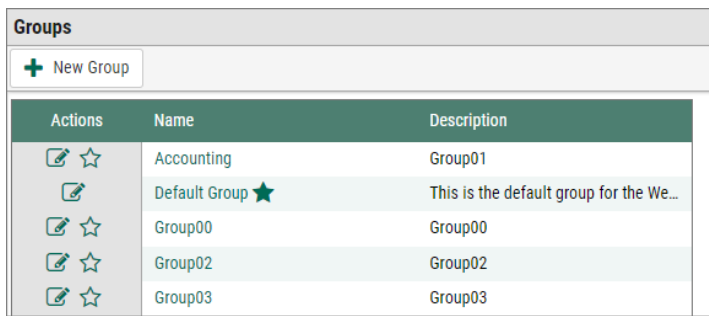 Groups
New Group
Actions Name Description
Accounting Group01
Default Group This is the default group for the We...
Group00 Group00
Group02 Group02
Group03 Group03